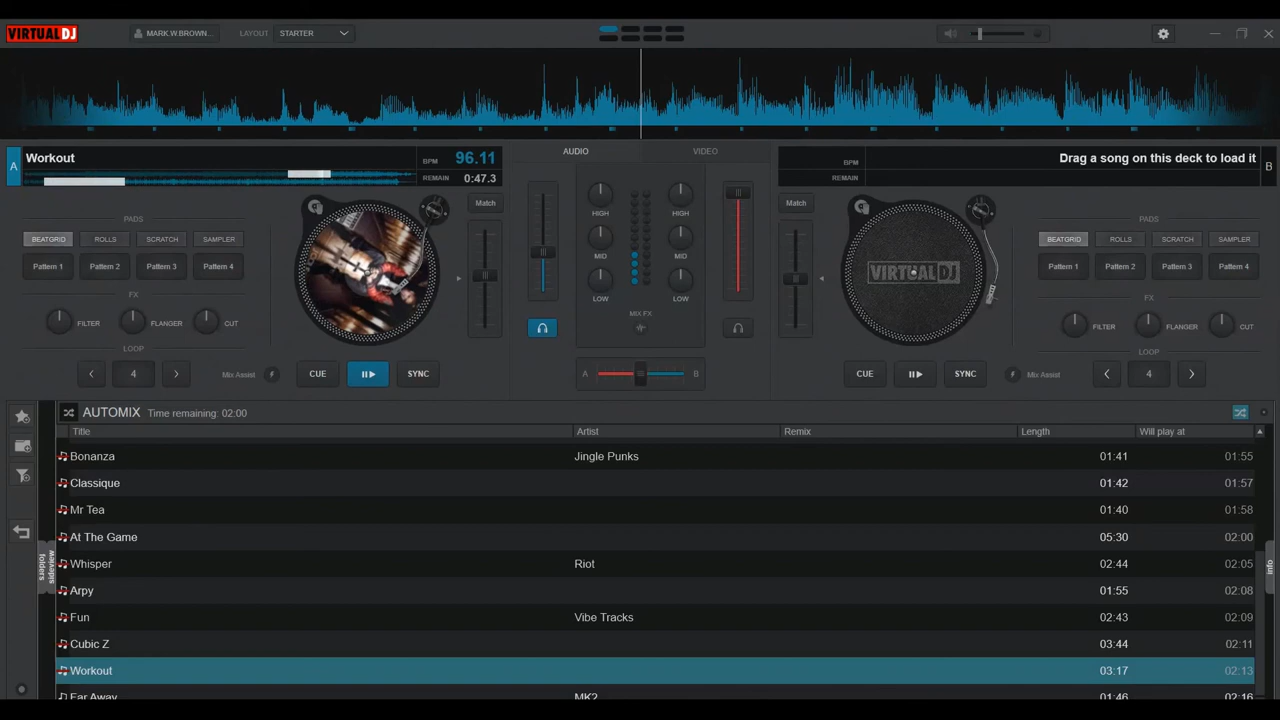 VIRTUALDJ
MARK.W.BROWN...
LAYOUT
STARTER
A
Workout
BPM
96.11
REMAIN
0:47.3
AUDIO
VIDEO
BPM
REMAIN
Drag a song on this deck to load it
B
PADS
BEATGRID
ROLLS
SCRATCH
SAMPLER
Pattern 1
Pattern 2
Pattern 3
Pattern 4
FX
FILTER
FLANGER
CUT
LOOP
4
Mix Assist
CUE
SYNC
Match
HIGH
HIGH
MID
MID
LOW
LOW
MIX FX
A
B
Match
VIRTUALDJ
PADS
BEATGRID
ROLLS
SCRATCH
SAMPLER
Pattern 1
Pattern 2
Pattern 3
Pattern 4
FX
FILTER
FLANGER
CUT
LOOP
CUE
SYNC
Mix Assist
4
AUTOMIX Time remaining: 02:00
Title Artist Remix Length Will play at
Bonanza Jingle Punks 01:41 01:55
Classique 01:42 01:57
Mr Tea 01:40 01:58
At The Game 05:30 02:00
Whisper Riot 02:44 02:05
Arpy 01:55 02:08
Fun Vibe Tracks 02:43 02:09
Cubic Z 03:44 02:11
Workout 03:17 02:13
Far Away MK2 01:46 02:16
folders
sideview
info